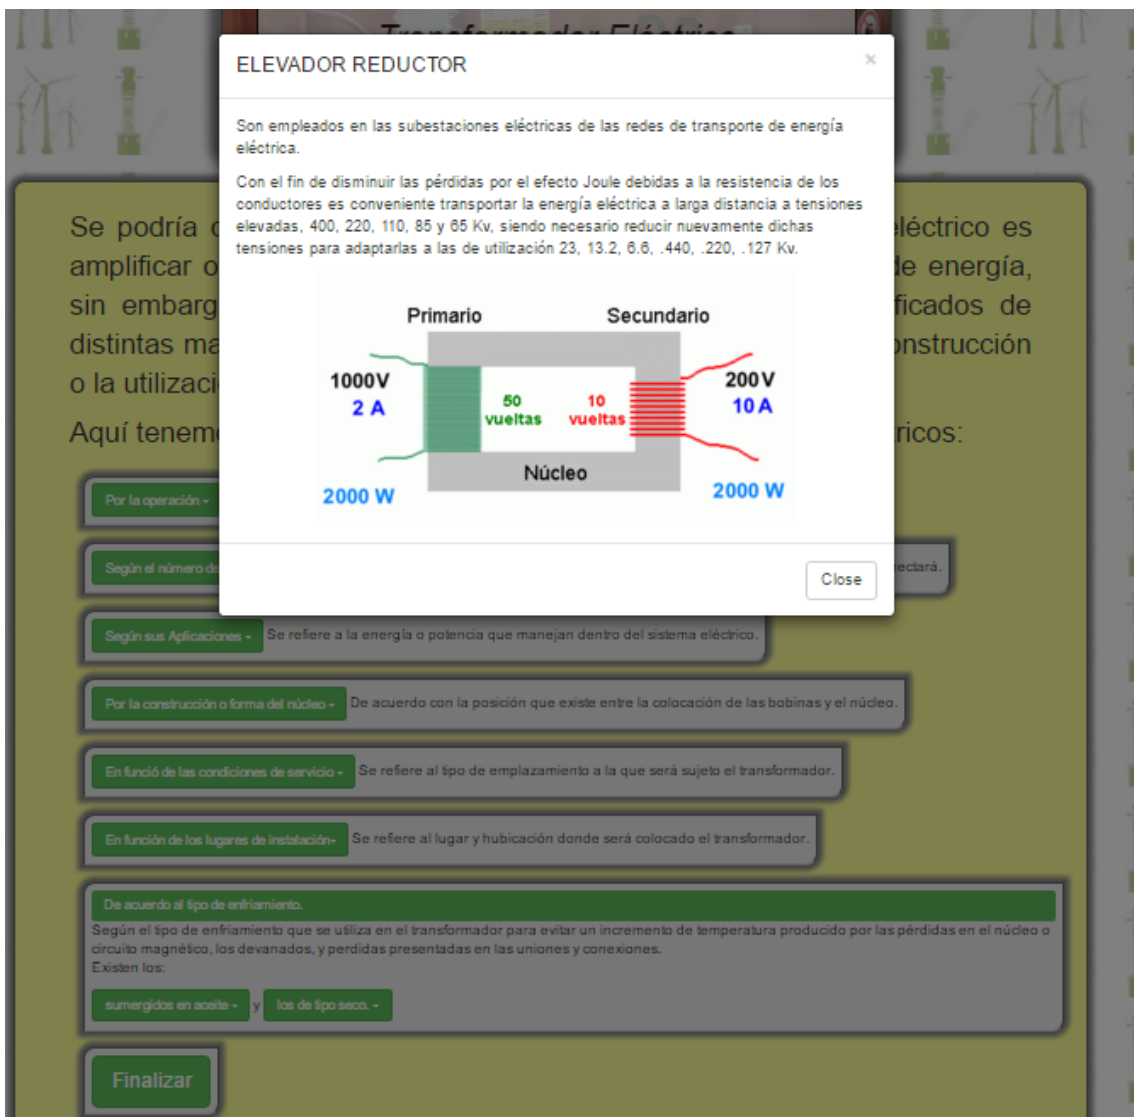 Transformador Eléctrico
ELEVADOR REDUCTOR
×
Son empleados en las subestaciones eléctricas de las redes de transporte de energía
eléctrica.
Con el fin de disminuir las pérdidas por el efecto Joule debidas a la resistencia de los
conductores es conveniente transportar la energía eléctrica a larga distancia a tensiones
elevadas, 400, 220, 110, 85 y 65 Kv, siendo necesario reducir nuevamente dichas
tensiones para adaptarlas a las de utilización 23, 13.2, 6.6, .440, .220, .127 Kv.
Primario Secundario
1000V 200V
2 A 10 A
50 10
vueltas vueltas
Núcleo
2000 W 2000 W
Close
Se podría eléctrico es
amplificar o de energía,
sin embarg ficados de
distintas ma onstrucción
o la utilizaci
Aquí tenem ricos:
Por la operación
Según el número de ectará.
Según sus Aplicaciones Se refiere a la energía o potencia que manejan dentro del sistema eléctrico.
Por la construcción o forma del núcleo De acuerdo con la posición que existe entre la colocación de las bobinas y el núcleo.
En funció de las condiciones de servicio Se refiere al tipo de emplazamiento a la que será sujeto el transformador.
En función de los lugares de instalación Se refiere al lugar y hubicación donde será colocado el transformador.
De acuerdo al tipo de enfriamiento.
Según el tipo de enfriamiento que se utiliza en el transformador para evitar un incremento de temperatura producido por las pérdidas en el núcleo o
circuito magnético, los devanados, y perdidas presentadas en las uniones y conexiones.
Existen los:
sumergidos en aceite y los de tipo seco.
Finalizar